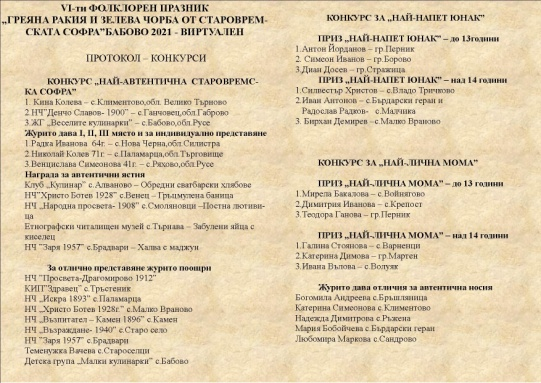 VI-ти ФОЛКЛОРЕН ПРАЗНИК
„ГРЕЯНА РАКИЯ И ЗЕЛЕВА ЧОРБА ОТ СТАРОВРЕМ-
СКАТА СОФРА"БАБОВО 2021 - ВИРТУАЛЕН
ПРОТОКОЛ – КОНКУРСИ
КОНКУРС „НАЙ-АВТЕНТИЧНА СТАРОВРЕМС-
КА СОФРА"
1. Кина Колева – с.Климентово,обл. Велико Търново
2.НЧ"Денчо Славов- 1900" – с.Ганчовец,обл.Габрово
3.ЖГ „Веселите кулинарки" – с.Бабово,обл.Русе
Журито дава I, II, III място и за индивидуално представяне
1.Радка Иванова 64г. – с.Нова Черна,обл.Силистра
2.Николай Колев 71г. – с.Паламарца,обл.Търговище
3.Венцислава Симеонова 41г. – с.Ряхово,обл.Русе
Награда за автентични ястия
Клуб „Кулинар" с.Алваново – Обредни сватбарски хлябове
НЧ"Христо Ботев 1928" с.Венец – Гръцмулена баница
НЧ „Народна просвета- 1908" с.Смоляновци –Постна лютиви-
ца
Етнографски читалищен музей с.Търнава – Забулени яйца с
киселец
НЧ "Заря 1957" с.Брадвари – Халва с маджун
За отлично представяне журито поощри
НЧ "Просвета-Драгомирово 1912"
КИП"Здравец" с.Тръстеник
НЧ „Искра 1893" с.Паламарца
НЧ „Христо Ботев 1928г." с.Малко Враново
НЧ „Възпитател – Камен 1896" с.Камен
НЧ „Възраждане- 1940" с.Старо село
НЧ "Заря 1957" с.Брадвари
Теменужка Вачева с.Староселци
Детска група „Малки кулинарки" с.Бабово
КОНКУРС ЗА „НАЙ-НАПЕТ ЮНАК"
ПРИЗ „НАЙ-НАПЕТ ЮНАК" – до 13години
1.Антон Йорданов – гр.Перник
2. Симеон Иванов – гр.Борово
3.Диан Досев – гр.Стражица
ПРИЗ „НАЙ-НАПЕТ ЮНАК" – над 14 години
1.Силвестър Христов – с.Владо Тричково
2.Иван Антонов – с.Бърдарски геран и
Радослав Радков- с.Малчика
3. Бирхан Демирев – с.Малко Враново
КОНКУРС ЗА „НАЙ-ЛИЧНА МОМА"
ПРИЗ „НАЙ-ЛИЧНА МОМА" – до 13 години
1.Мирела Бакалова – с.Войнягово
2.Димитрия Иванова – с.Крепост
3.Теодора Ганова – гр.Перник
ПРИЗ „НАЙ-ЛИЧНА МОМА" – над 14 години
1.Галина Стоянова – с.Варненци
2.Катерина Димова – гр.Мартен
3.Ивана Вълова – с.Волуяк
Журито дава отличия за автентична носия
Богомила Андреева с.Бръшляница
Катерина Симеонова с.Климентово
Надежда Димитрова с.Ръжена
Мария Бобойчева с.Бърдарски геран
Любомира Маркова с.Сандрово